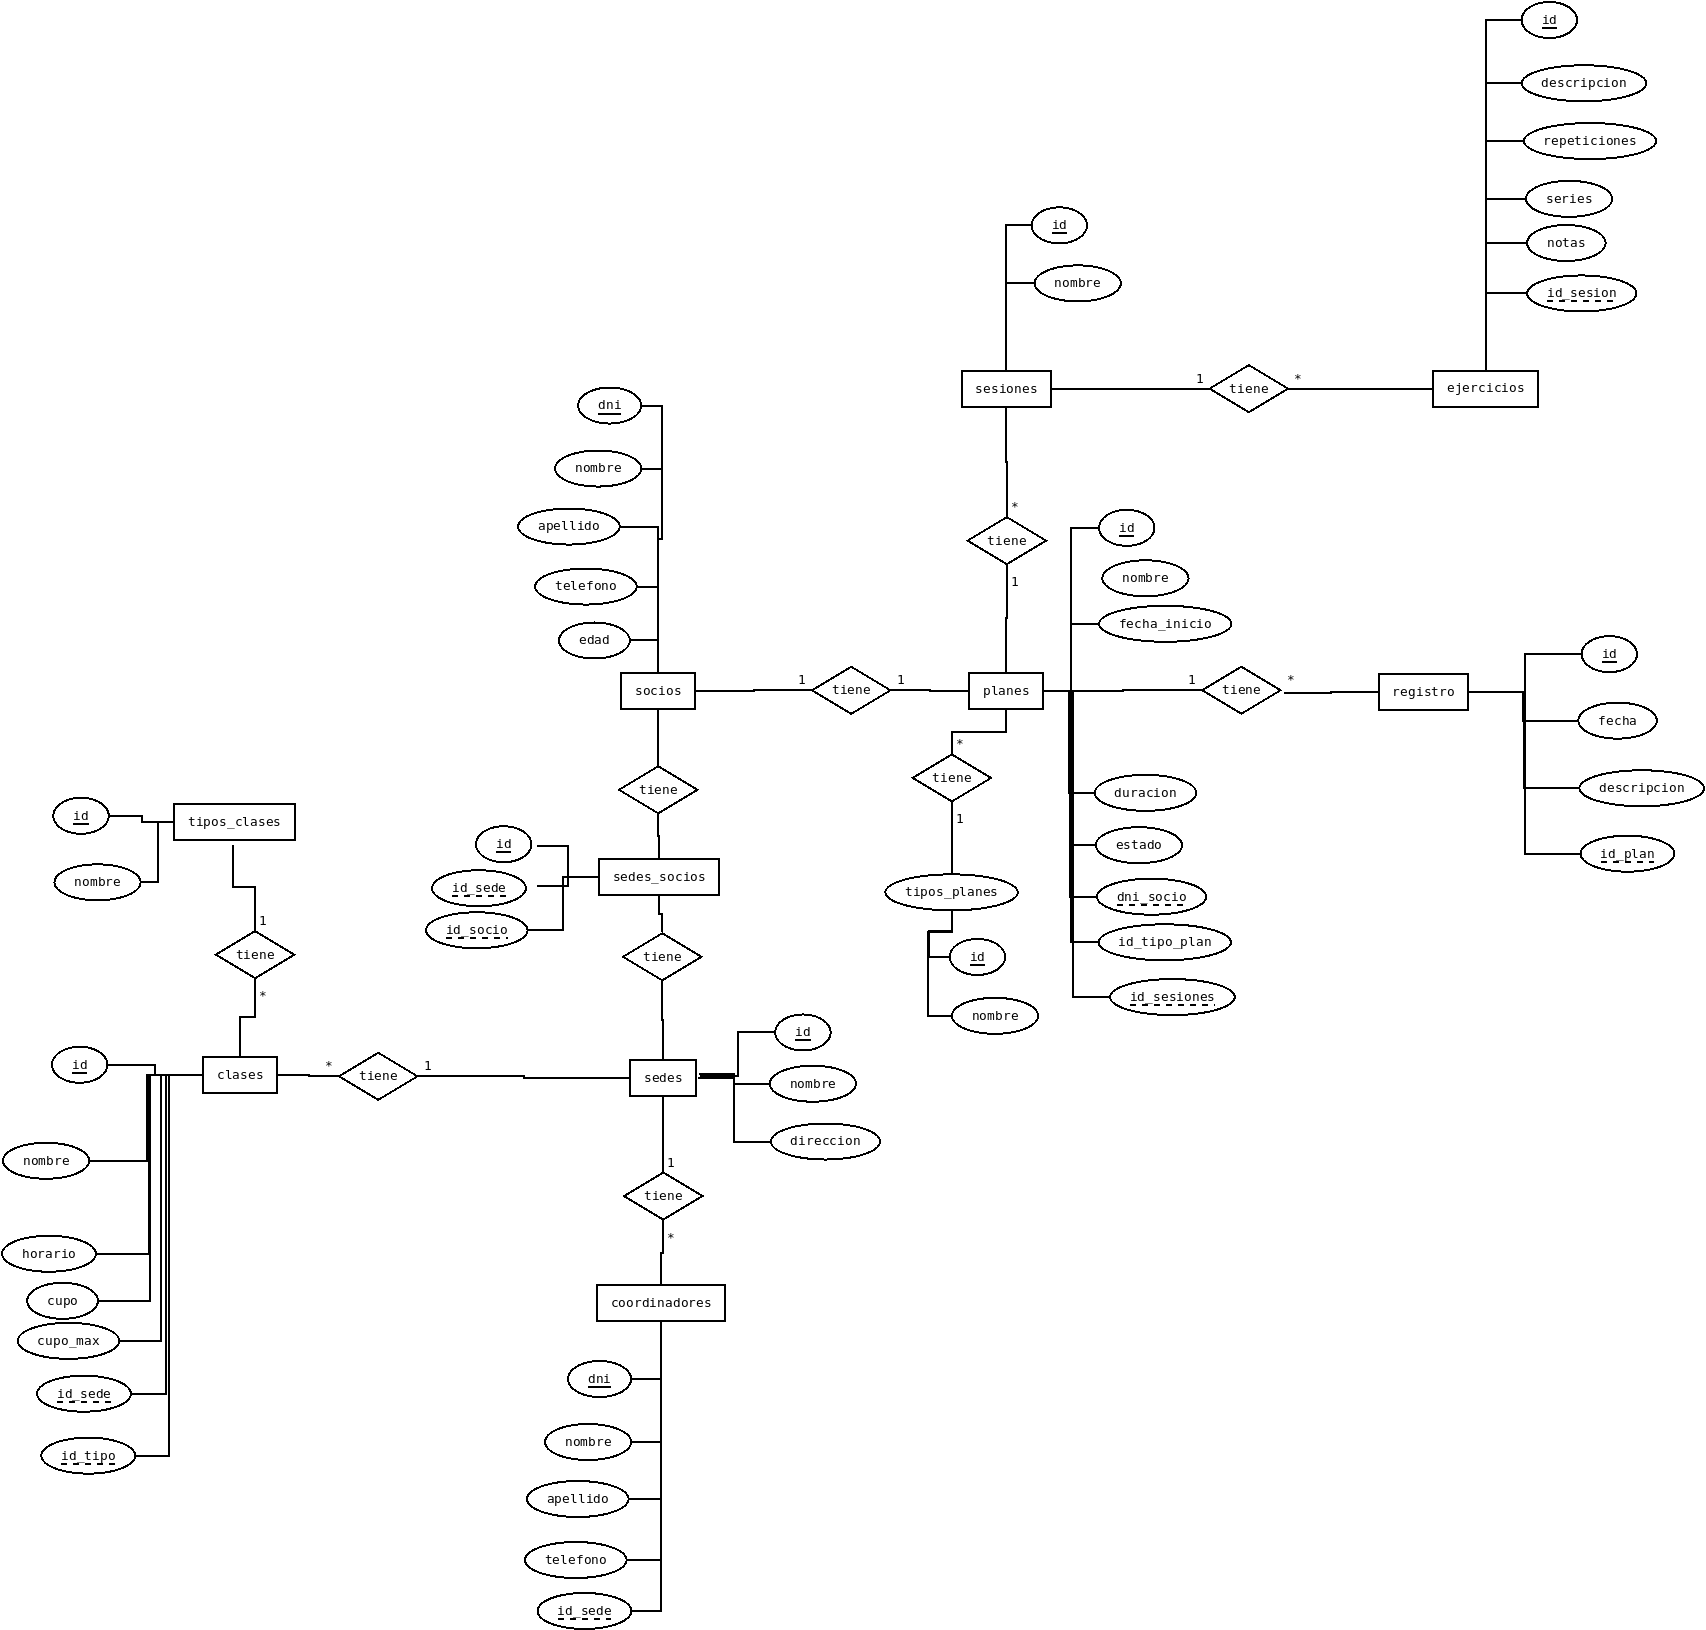 id
descripcion
repeticiones
series
notas
id_sesion
id
nombre
sesiones
1
tiene
*
ejercicios
dni
nombre
apellido
telefono
edad
*
tiene
1
id
nombre
fecha_inicio
socios
1
tiene
1
planes
1
tiene
*
registro
id
fecha
descripcion
id_plan
*
tiene
1
tipos_planes
id
nombre
duracion
estado
dni_socio
id_tipo_plan
id_sesiones
tiene
id
id_sede
id_socio
sedes_socios
tiene
id
nombre
tipos_clases
1
tiene
*
id
clases
*
tiene
1
sedes
id
nombre
direccion
nombre
horario
cupo
cupo_max
id_sede
id_tipo
1
tiene
*
coordinadores
dni
nombre
apellido
telefono
id_sede